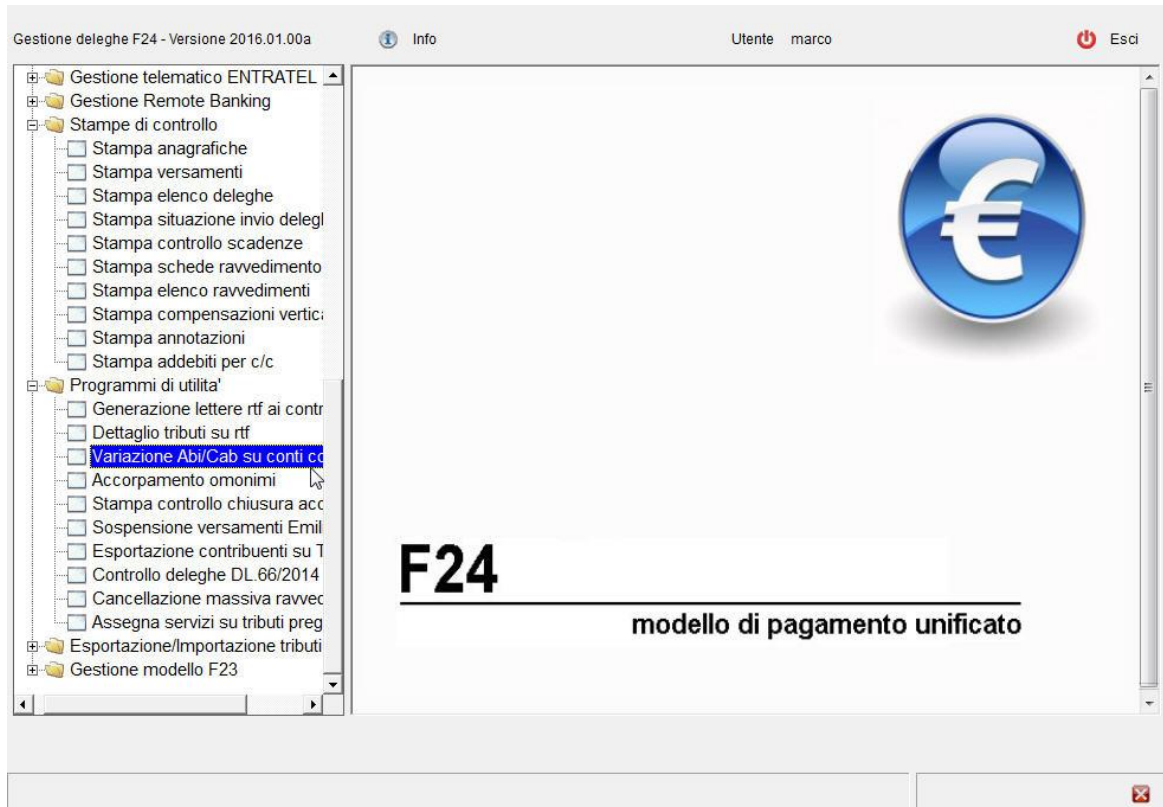 Gestione deleghe F24 - Versione 2016.01.00a Info Utente marco Esci
Gestione telematico ENTRATEL
Gestione Remote Banking
Stampe di controllo
Stampa anagrafiche
Stampa versamenti
Stampa elenco deleghe
Stampa situazione invio delegl
Stampa controllo scadenze
Stampa schede ravvedimento
Stampa elenco ravvedimenti
Stampa compensazioni vertica
Stampa annotazioni
Stampa addebiti per c/c
Programmi di utilita'
Generazione lettere rtf ai contr
Dettaglio tributi su rtf
Variazione Abi/Cab su conti co
Accorpamento omonimi
Stampa controllo chiusura acc
Sospensione versamenti Emil
Esportazione contribuenti su T
Controllo deleghe DL.66/2014
Cancellazione massiva ravved
Assegna servizi su tributi preg
Esportazione/Importazione tributi
Gestione modello F23
€
F24
modello di pagamento unificato